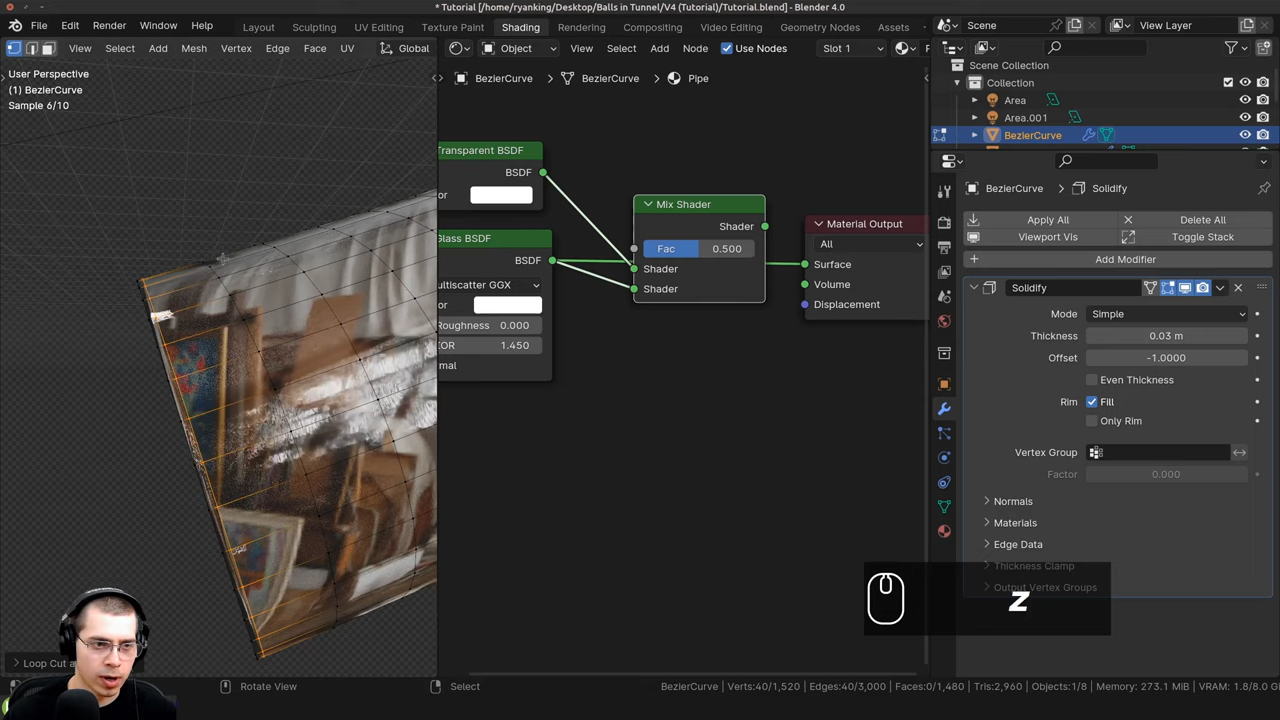 * Tutorial [/home/ryanking/Desktop/Balls in Tunnel/V4 (Tutorial)/Tutorial.blend] - Blender 4.0
File Edit Render Window Help Layout Sculpting UV Editing Texture Paint Shading Rendering Compositing Video Editing Geometry Nodes Assets Scene View Layer
View Select Add Mesh Vertex Edge Face UV Global Object View Select Add Node Use Nodes Slot 1
User Perspective
(1) BezierCurve
Sample 6/10
BezierCurve BezierCurve Pipe
Scene Collection
Collection
Area
Area.001
BezierCurve
BezierCurve Solidify
Apply All Delete All
Viewport Vis Toggle Stack
Add Modifier
Solidify
Mode Simple
Thickness 0.03 m
Offset -1.0000
Even Thickness
Rim Fill
Only Rim
Vertex Group
Factor 0.000
Normals
Materials
Edge Data
Thickness Clamp
Output Vertex Groups
Transparent BSDF
BSDF
or
Glass BSDF
BSDF
ultiscatter GGX
or
Roughness 0.000
OR 1.450
mal
Mix Shader
Shader
Fac 0.500
Shader
Shader
Material Output
All
Surface
Volume
Displacement
z
Loop Cut a
Rotate View Select BezierCurve | Verts:40/1,520 | Edges:40/3,000 | Faces:0/1,480 | Tris:2,960 | Objects:1/8 | Memory: 273.1 MiB | VRAM: 1.8/8.0 G